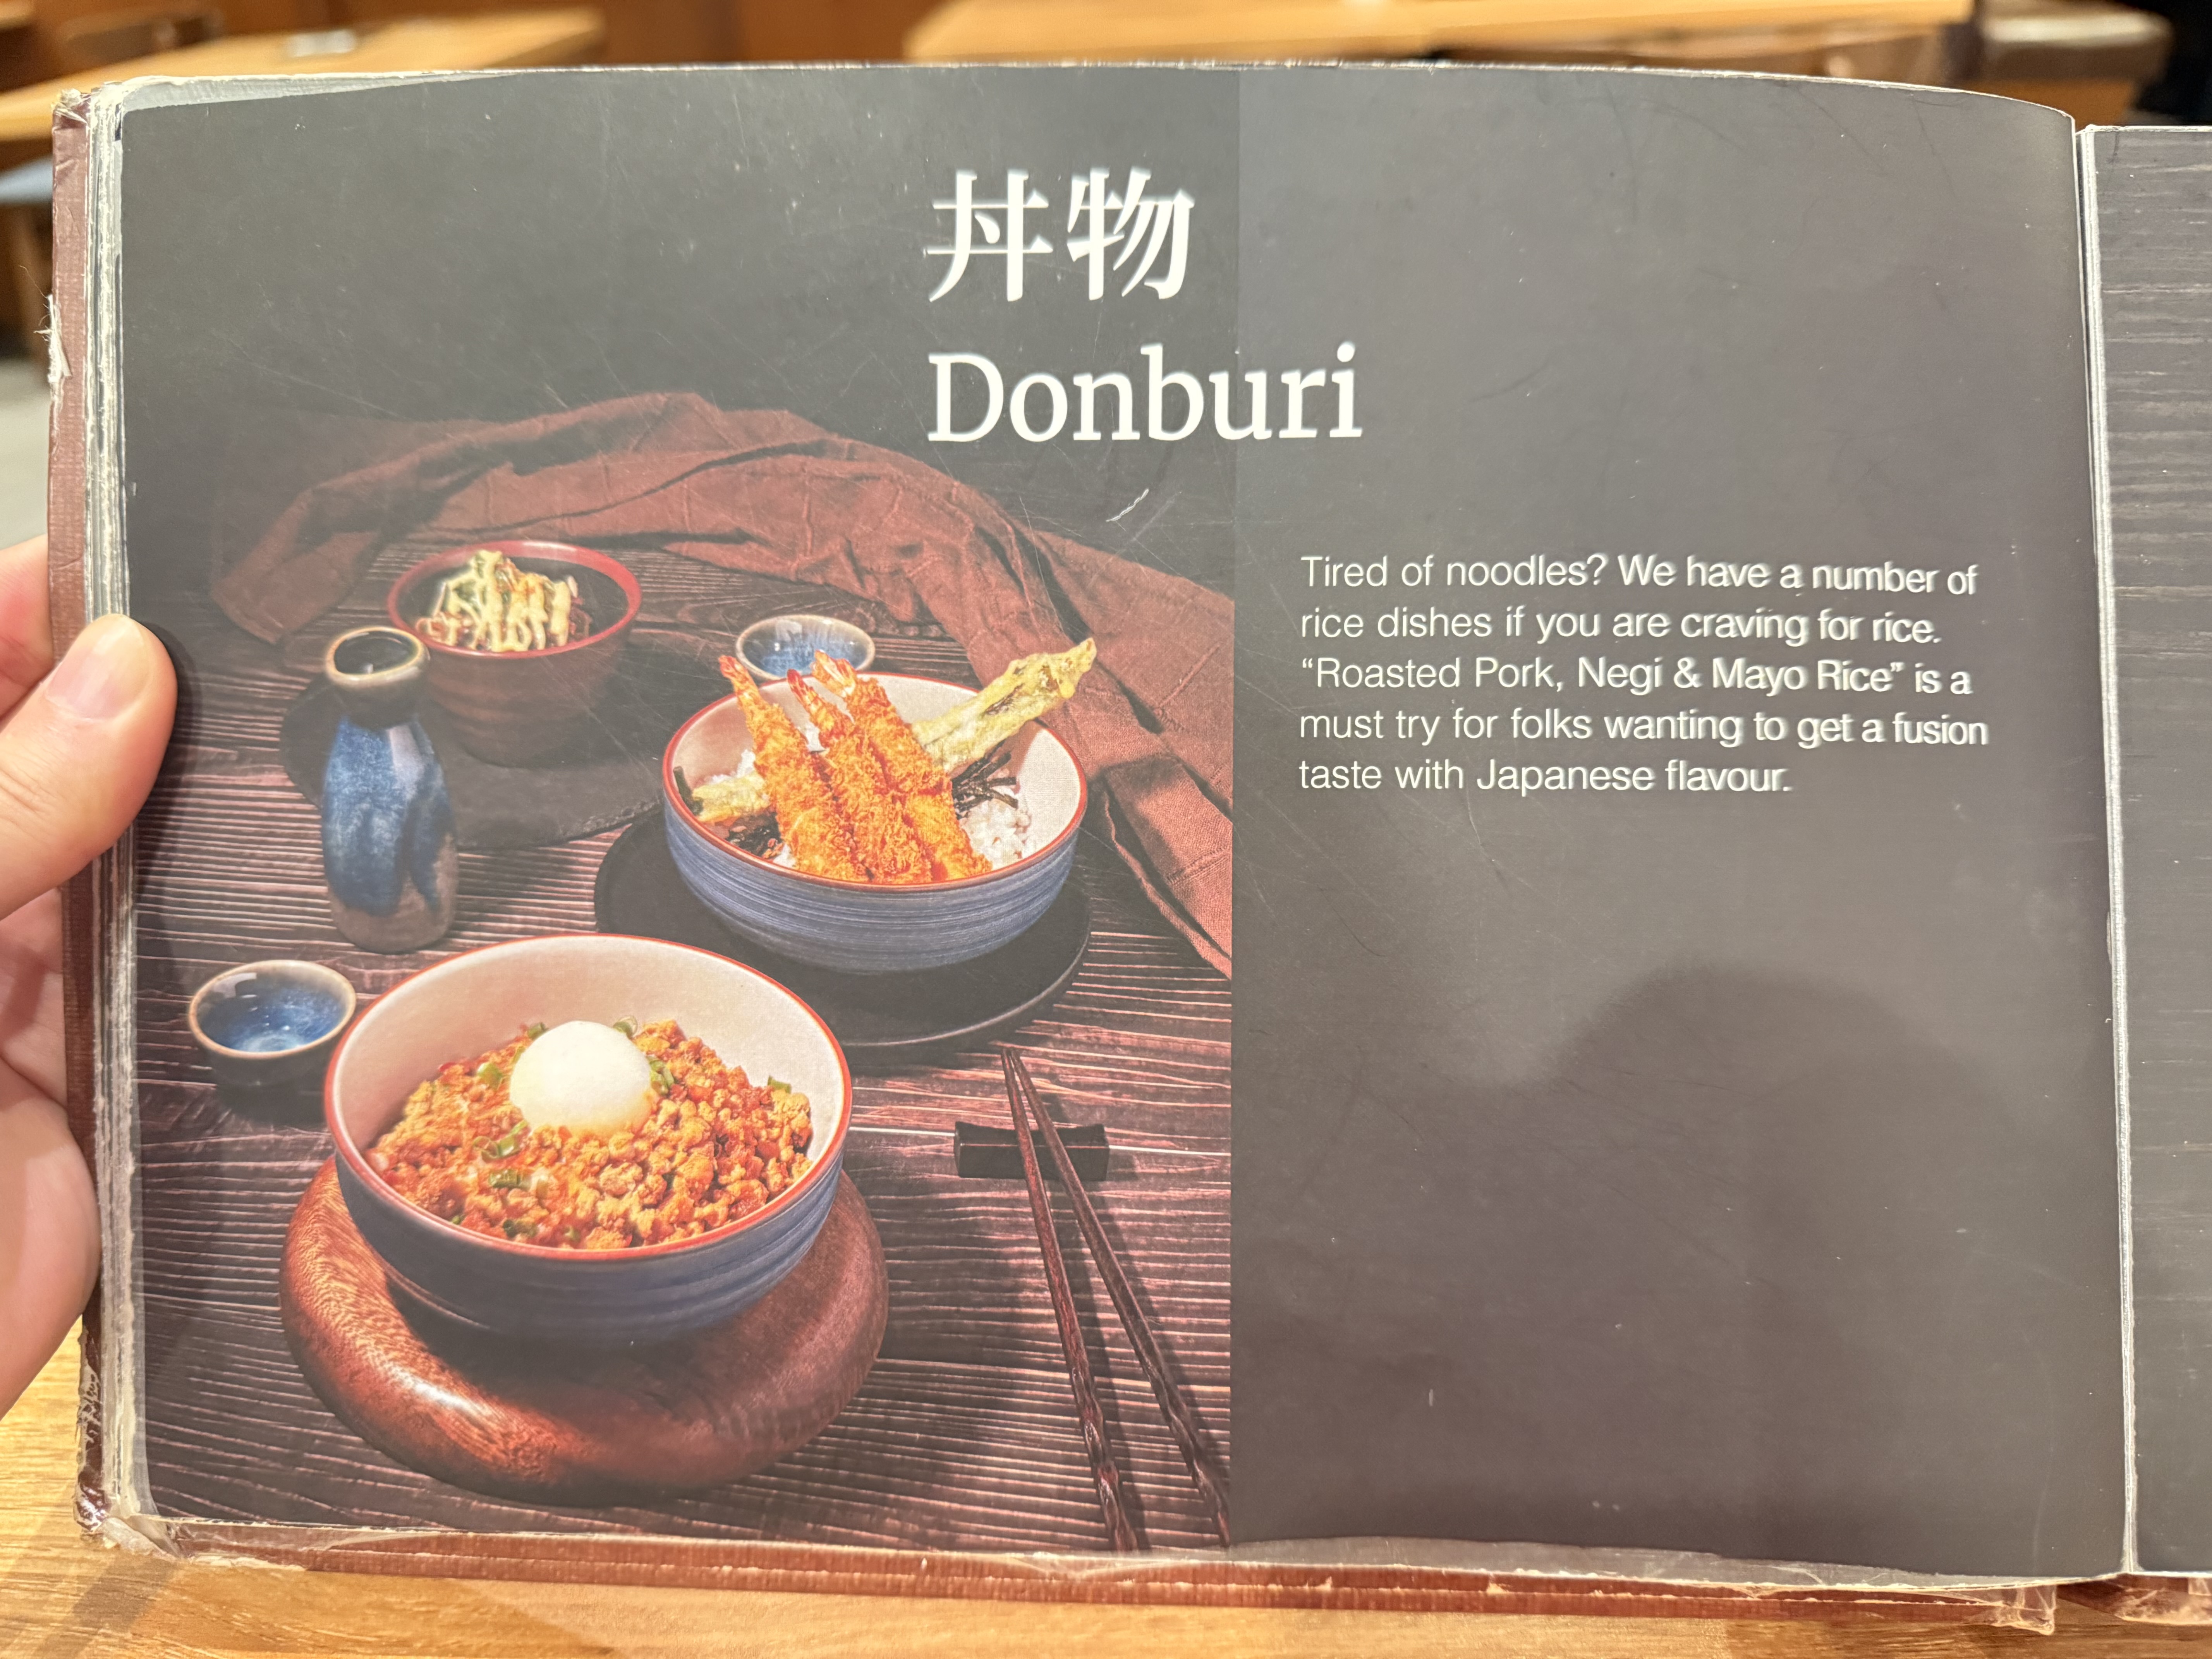 丼物
Donburi
Tired of noodles? We have a number of
rice dishes if you are craving for rice.
“Roasted Pork, Negi & Mayo Rice” is a
must try for folks wanting to get a fusion
taste with Japanese flavour.